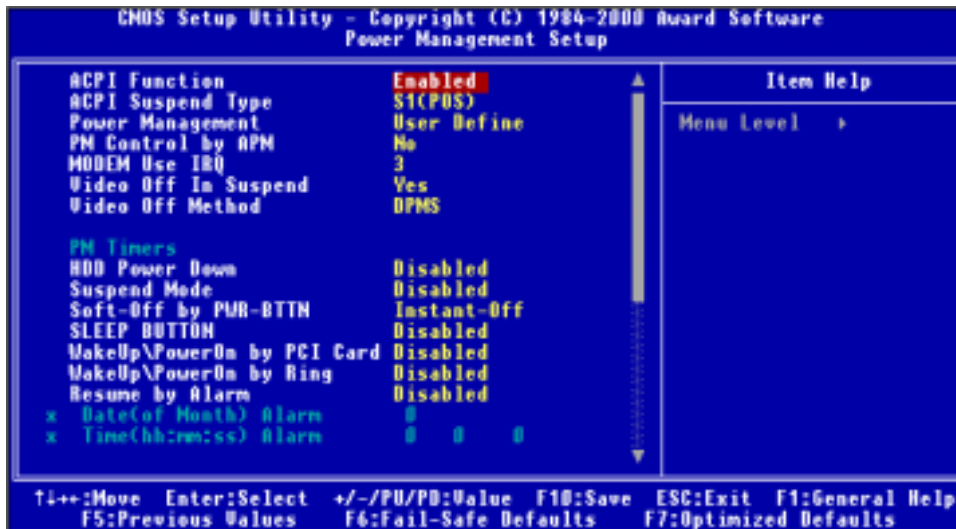 CMOS Setup Utility - Copyright (C) 1984-2000 Award Software
Power Management Setup
ACPI Function Enabled
ACPI Suspend Type S1(POS)
Power Management User Define
PM Control by APM No
MODEM Use IRQ 3
Video Off In Suspend Yes
Video Off Method DPMS
PM Timers
HDD Power Down Disabled
Suspend Mode Disabled
Soft-Off by PWR-BTTN Instant-Off
SLEEP BUTTON Disabled
WakeUp\PowerOn by PCI Card Disabled
WakeUp\PowerOn by Ring Disabled
Resume by Alarm Disabled
x Date(of Month) Alarm 0
x Time(hh:mm:ss) Alarm 0 0 0
Item Help
Menu Level ▸
↑↓→←:Move Enter:Select +/-/PU/PD:Value F10:Save ESC:Exit F1:General Help
F5:Previous Values F6:Fail-Safe Defaults F7:Optimized Defaults